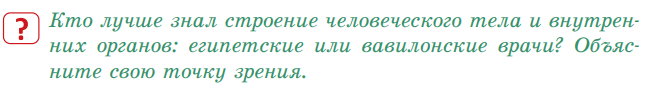 ? Кто лучше знал строение человеческого тела и внутрен-
них органов: египетские или вавилонские врачи? Объяс-
ните свою точку зрения.